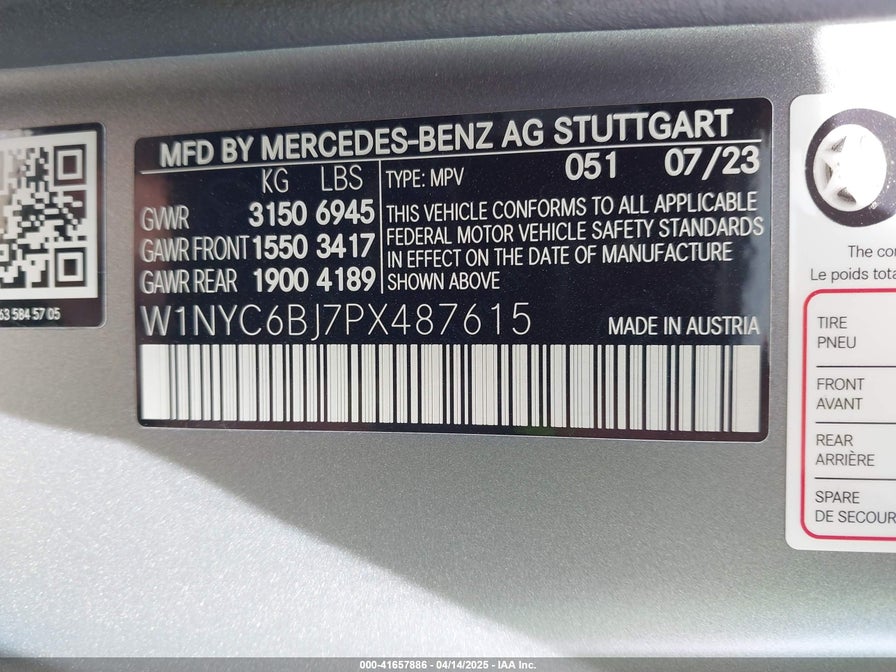 MFD BY MERCEDES-BENZ AG STUTTGART
KG LBS
TYPE: MPV 051 07/23
GVWR 3150 6945
GAWR FRONT 1550 3417
GAWR REAR 1900 4189
THIS VEHICLE CONFORMS TO ALL APPLICABLE
FEDERAL MOTOR VEHICLE SAFETY STANDARDS
IN EFFECT ON THE DATE OF MANUFACTURE
SHOWN ABOVE
W1NYC6BJ7PX487615
MADE IN AUSTRIA
63 584 57 05
The co
Le poids tota
TIRE
PNEU
FRONT
AVANT
REAR
ARRIÈRE
SPARE
DE SECOUR
000-41657886 - 04/14/2025 - IAA Inc.